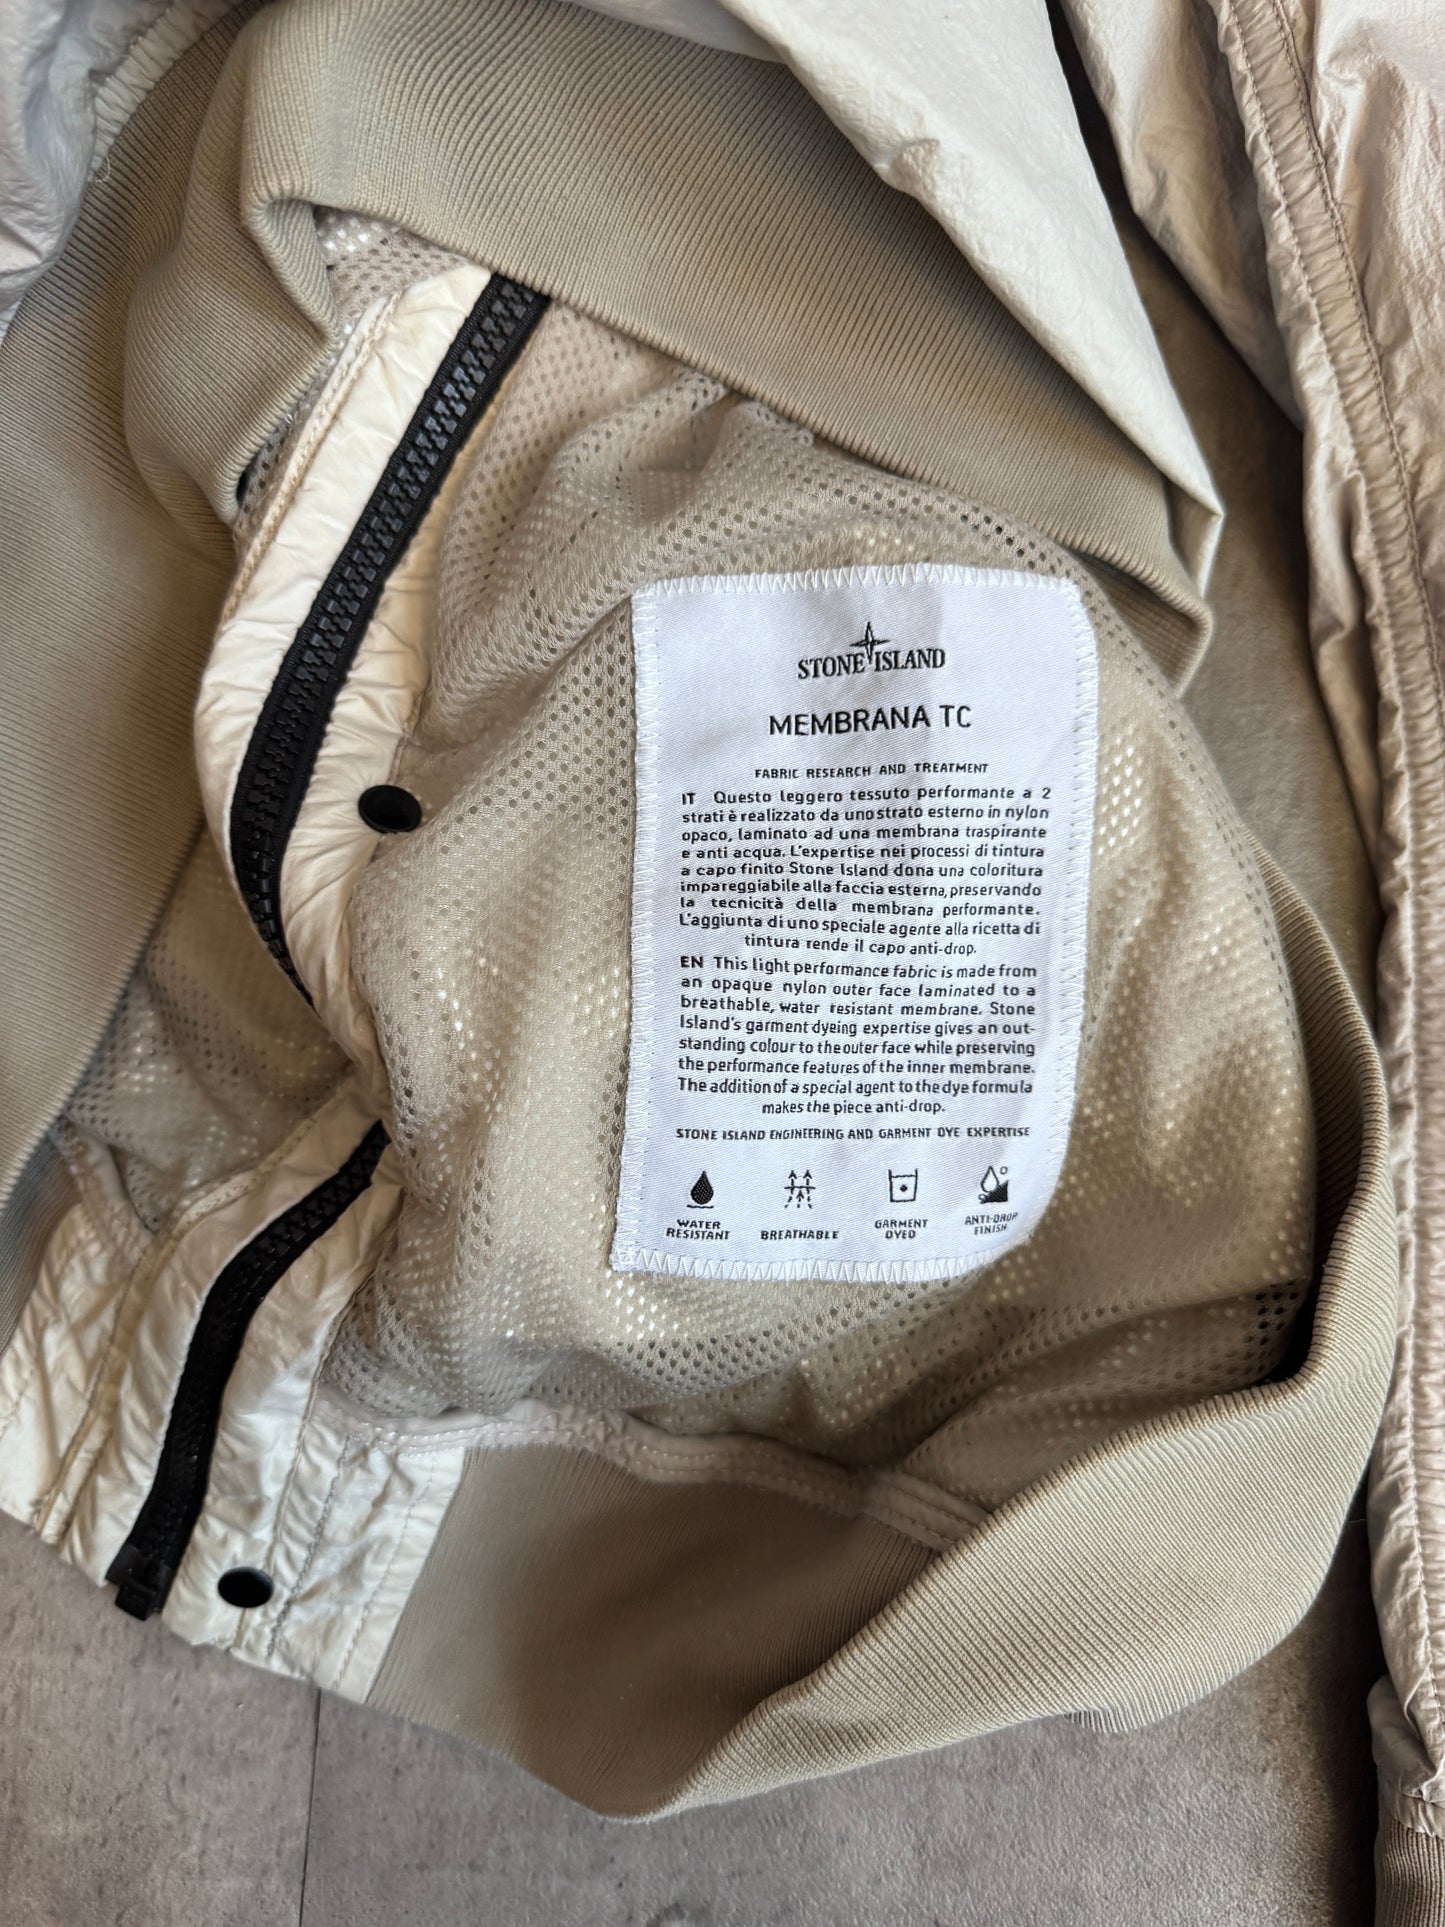 STONE ISLAND
MEMBRANA TC
FABRIC RESEARCH AND TREATMENT
IT Questo leggero tessuto performante a 2
strati è realizzato da uno strato esterno in nylon
opaco, laminato ad una membrana traspirante
e anti acqua. L'expertise nei processi di tintura
a capo finito Stone Island dona una coloritura
impareggiabile alla faccia esterna, preservando
la tecnicità della membrana performante.
L'aggiunta di uno speciale agente alla ricetta di
tintura rende il capo anti-drop.
EN This light performance fabric is made from
an opaque nylon outer face laminated to a
breathable, water resistant membrane. Stone
Island's garment dyeing expertise gives an out-
standing colour to the outer face while preserving
the performance features of the inner membrane.
The addition of a special agent to the dye formula
makes the piece anti-drop.
STONE ISLAND ENGINEERING AND GARMENT DYE EXPERTISE
WATER
RESISTANT
BREATHABLE
GARMENT
DYED
ANTI-DROP
FINISH